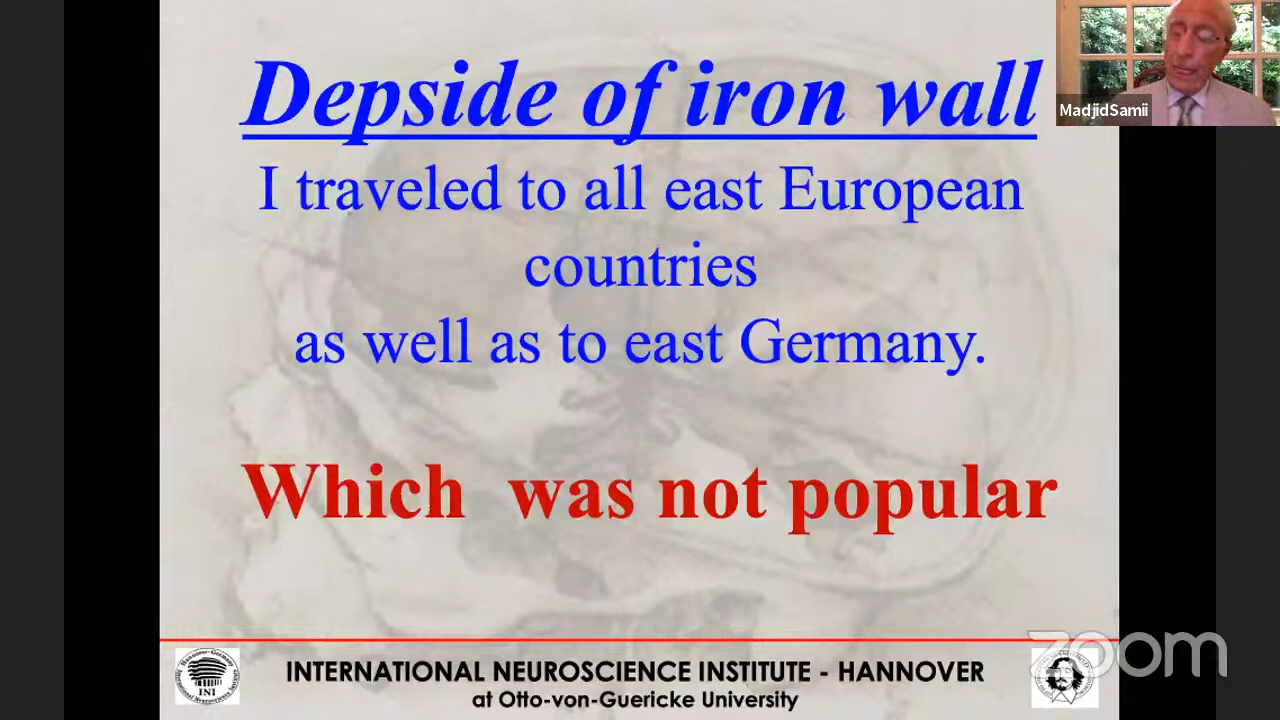 Depside of iron wall
MadjidSamii
I traveled to all east European
countries
as well as to east Germany.
Which was not popular
INTERNATIONAL NEUROSCIENCE INSTITUTE - HANNOVER
at Otto-von-Guericke University
INI
zoom